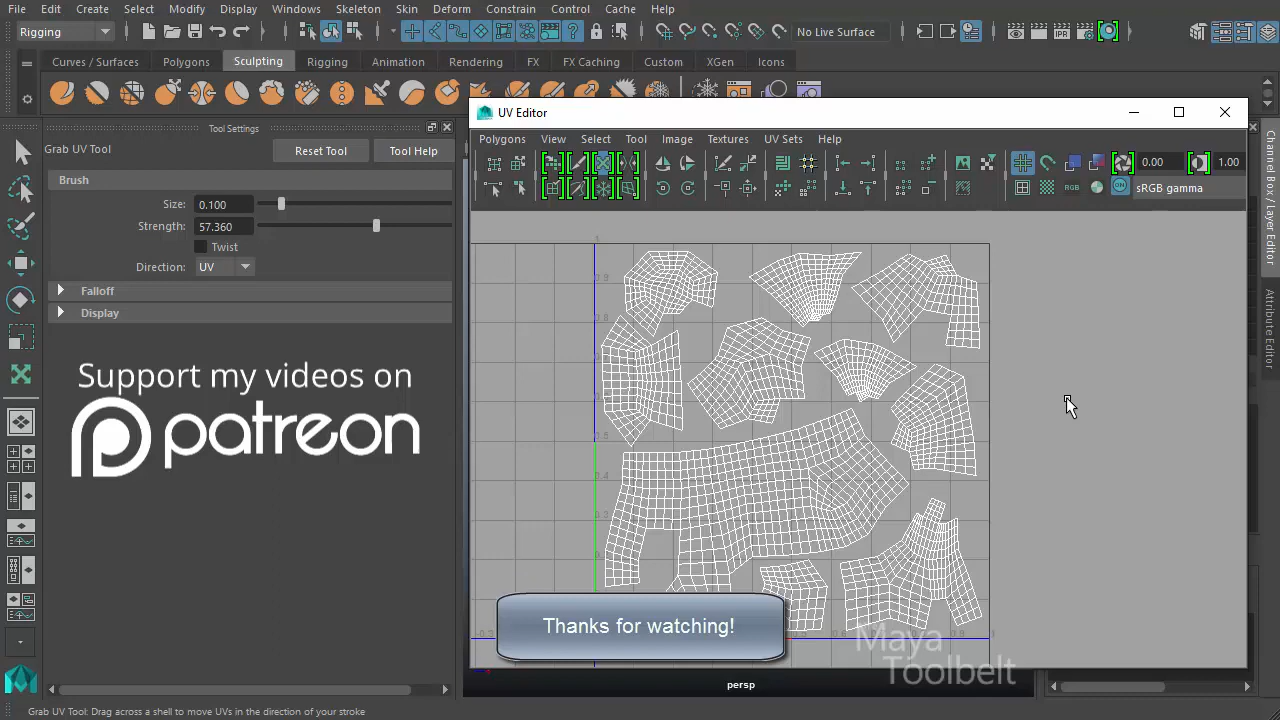 File Edit Create Select Modify Display Windows Skeleton Skin Deform Constrain Control Cache Help
Rigging
No Live Surface
Curves / Surfaces Polygons Sculpting Rigging Animation Rendering FX FX Caching Custom XGen Icons
Tool Settings
Grab UV Tool
Reset Tool
Tool Help
Brush
Size: 0.100
Strength: 57.360
Twist
Direction: UV
Falloff
Display
Support my videos on
patreon
UV Editor
Polygons View Select Tool Image Textures UV Sets Help
0.00
1.00
RGB
ON
sRGB gamma
IPR
Channel Box / Layer Editor
Attribute Editor
Thanks for watching!
Maya
Toolbelt
persp
Grab UV Tool: Drag across a shell to move UVs in the direction of your stroke